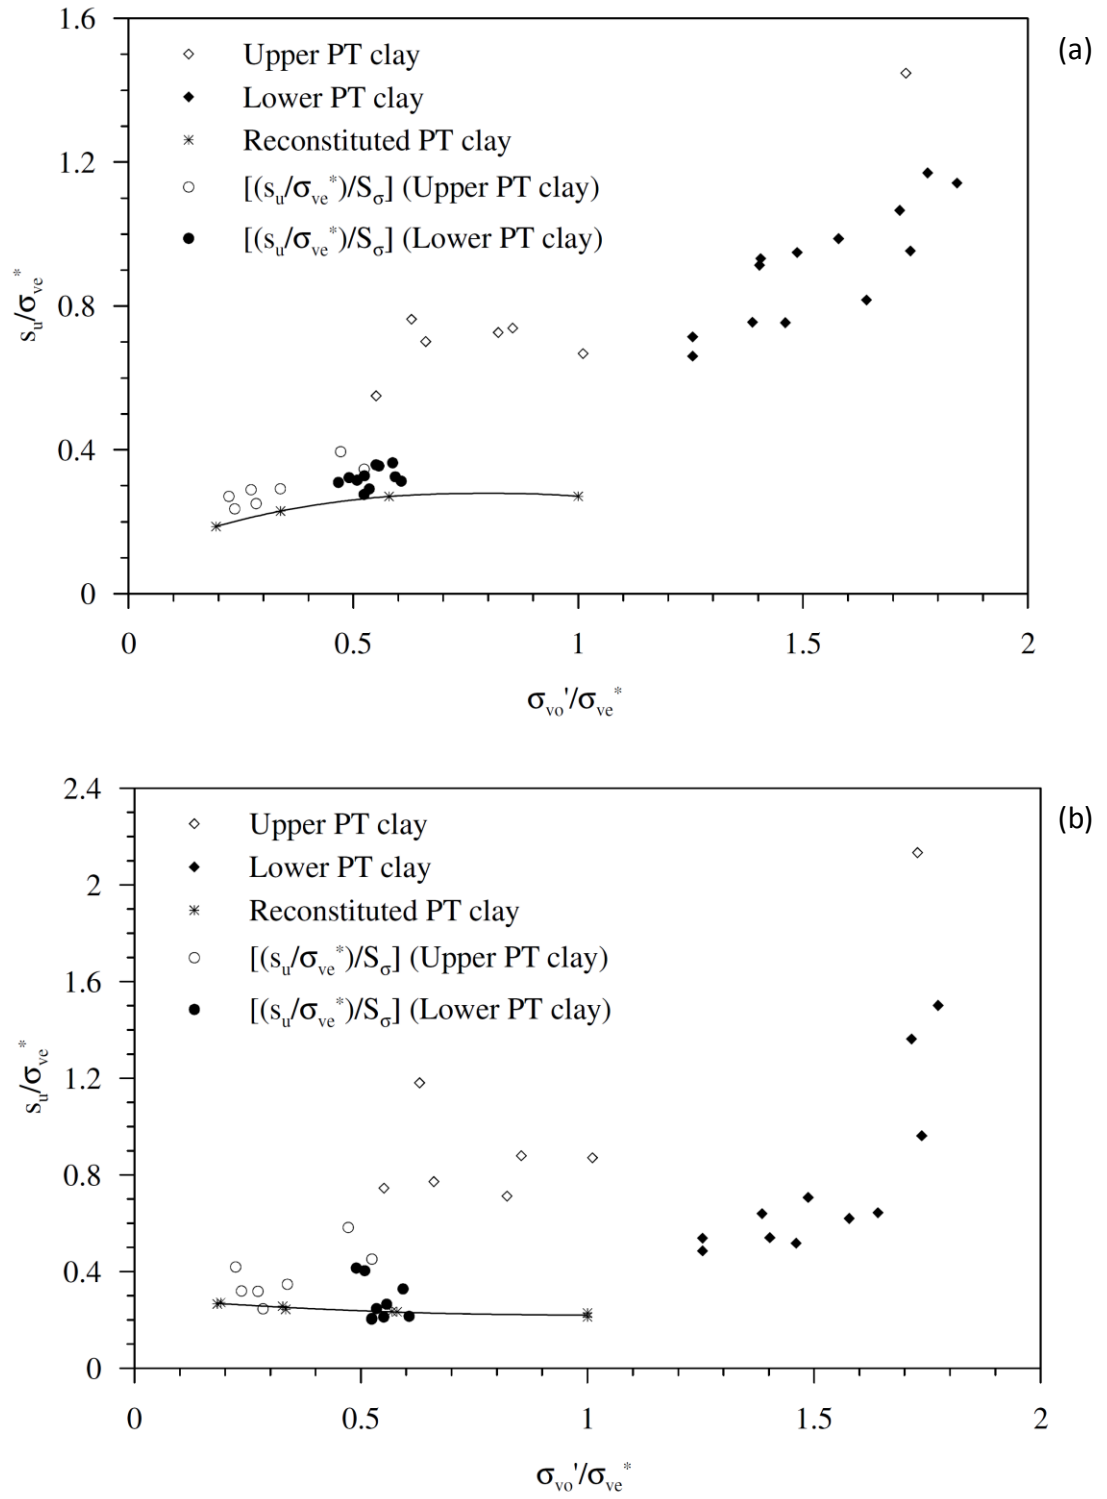 (a)
1.6
1.2
0.8
0.4
0
Upper PT clay
Lower PT clay
Reconstituted PT clay
[(su/σve*)/Sσ] (Upper PT clay)
[(su/σve*)/Sσ] (Lower PT clay)
su/σve*
0 0.5 1 1.5 2
σvo'/σve*
(b)
2.4
2
1.6
1.2
0.8
0.4
0
Upper PT clay
Lower PT clay
Reconstituted PT clay
[(su/σve*)/Sσ] (Upper PT clay)
[(su/σve*)/Sσ] (Lower PT clay)
su/σve*
0 0.5 1 1.5 2
σvo'/σve*